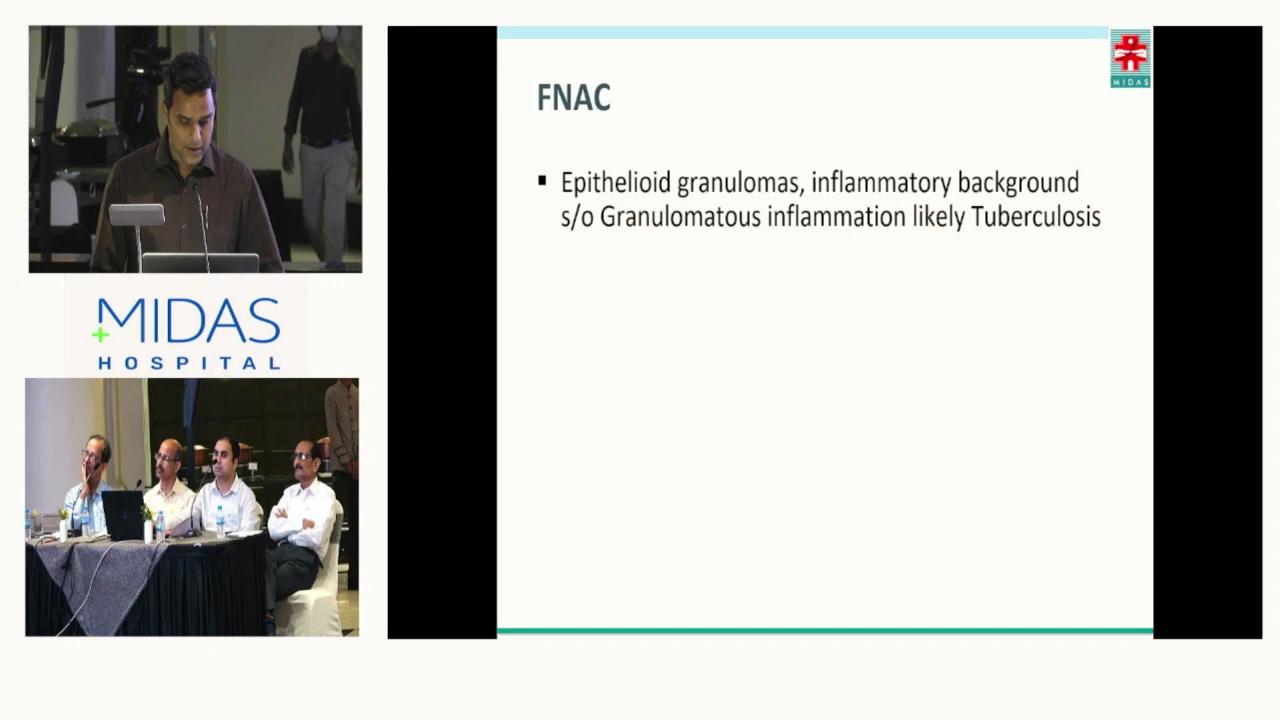 MIDAS
HOSPITAL
MIDAS
FNAC
▪ Epithelioid granulomas, inflammatory background
s/o Granulomatous inflammation likely Tuberculosis